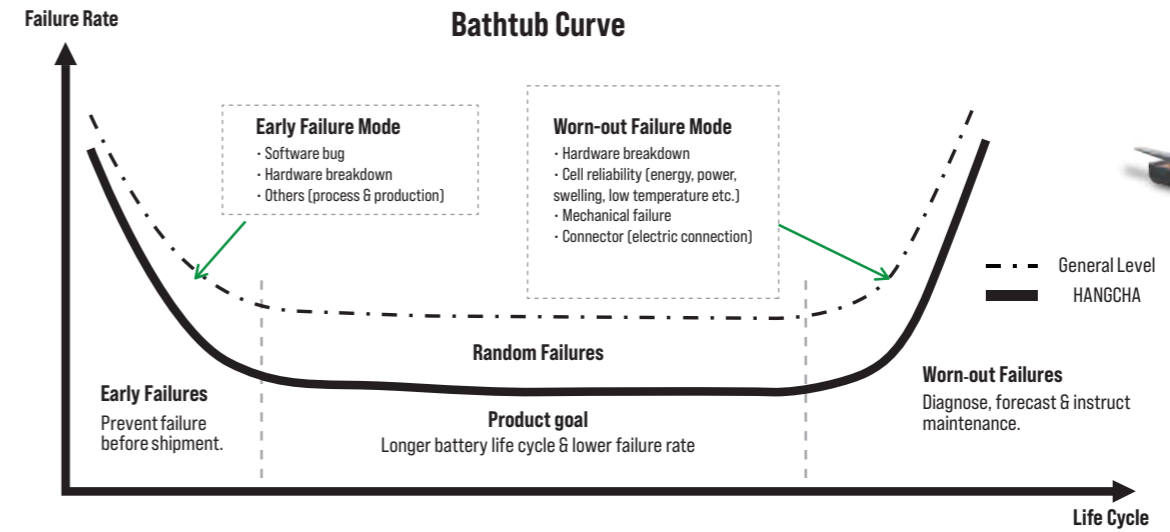 Failure Rate
Bathtub Curve
Early Failure Mode
· Software bug
· Hardware breakdown
· Others (process & production)
Worn-out Failure Mode
· Hardware breakdown
· Cell reliability (energy, power,
swelling, low temperature etc.)
· Mechanical failure
· Connector (electric connection)
General Level
HANGCHA
Random Failures
Early Failures
Prevent failure
before shipment.
Product goal
Longer battery life cycle & lower failure rate
Worn-out Failures
Diagnose, forecast & instruct
maintenance.
Life Cycle